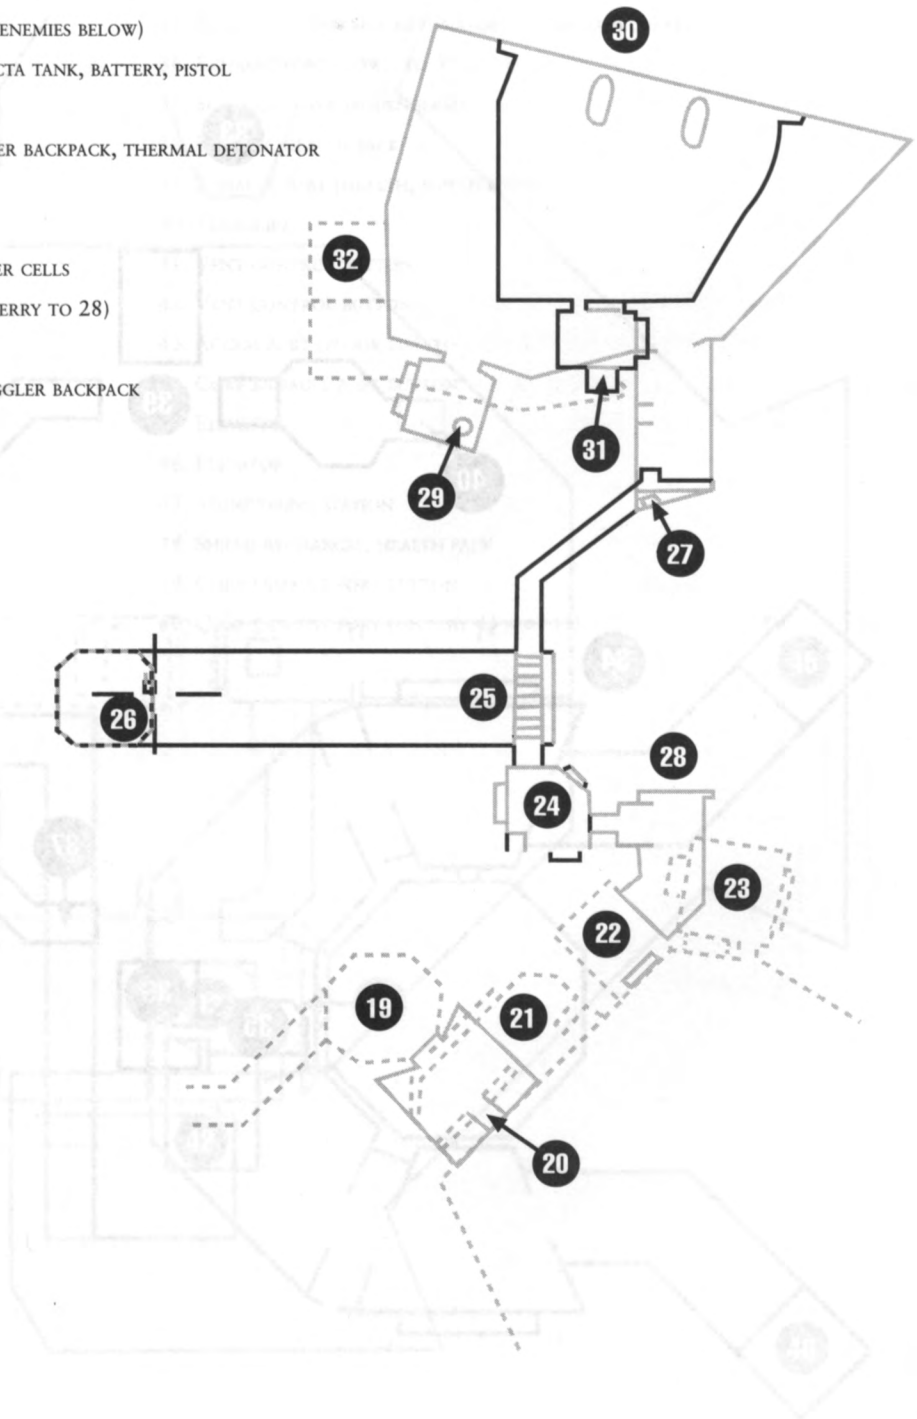 ENEMIES BELOW)
CTA TANK, BATTERY, PISTOL
ER BACKPACK, THERMAL DETONATOR
ER CELLS
ERRY TO 28)
GGLER BACKPACK
30
32
31
29
27
25
26
28
24
23
22
19
21
20